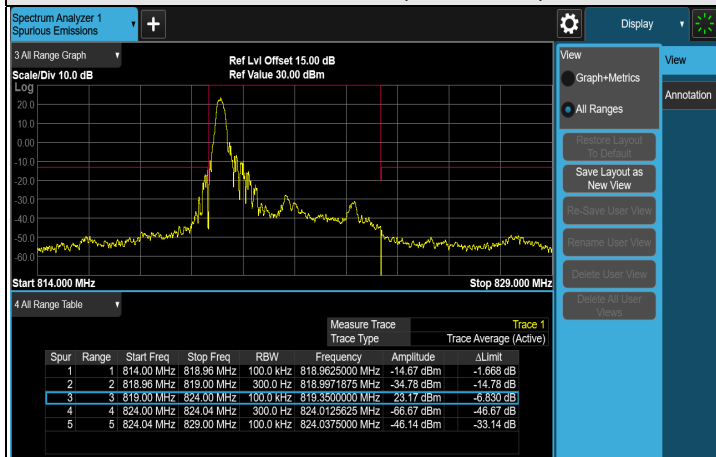 Spectrum Analyzer 1
Spurious Emissions
+
Display
3 All Range Graph
Ref Lvl Offset 15.00 dB
Scale/Div 10.0 dB
Ref Value 30.00 dBm
Log
20.0
10.0
0.00
-10.0
-20.0
-30.0
-40.0
-50.0
-60.0
Start 814.000 MHz
Stop 829.000 MHz
View
Graph+Metrics
All Ranges
Restore Layout
To Default
Save Layout as
New View
Re-Save User View
Rename User View
Delete User View
Delete All User
Views
View
Annotation
4 All Range Table
Measure Trace Trace 1
Trace Type Trace Average (Active)
Spur Range Start Freq Stop Freq RBW Frequency Amplitude ΔLimit
1 1 814.00 MHz 818.96 MHz 100.0 kHz 818.9625000 MHz -14.67 dBm -1.668 dB
2 2 818.96 MHz 819.00 MHz 300.0 Hz 818.9971875 MHz -34.78 dBm -14.78 dB
3 3 819.00 MHz 824.00 MHz 100.0 kHz 819.3500000 MHz 23.17 dBm -6.830 dB
4 4 824.00 MHz 824.04 MHz 300.0 Hz 824.0125625 MHz -66.67 dBm -46.67 dB
5 5 824.04 MHz 829.00 MHz 100.0 kHz 824.0375000 MHz -46.14 dBm -33.14 dB